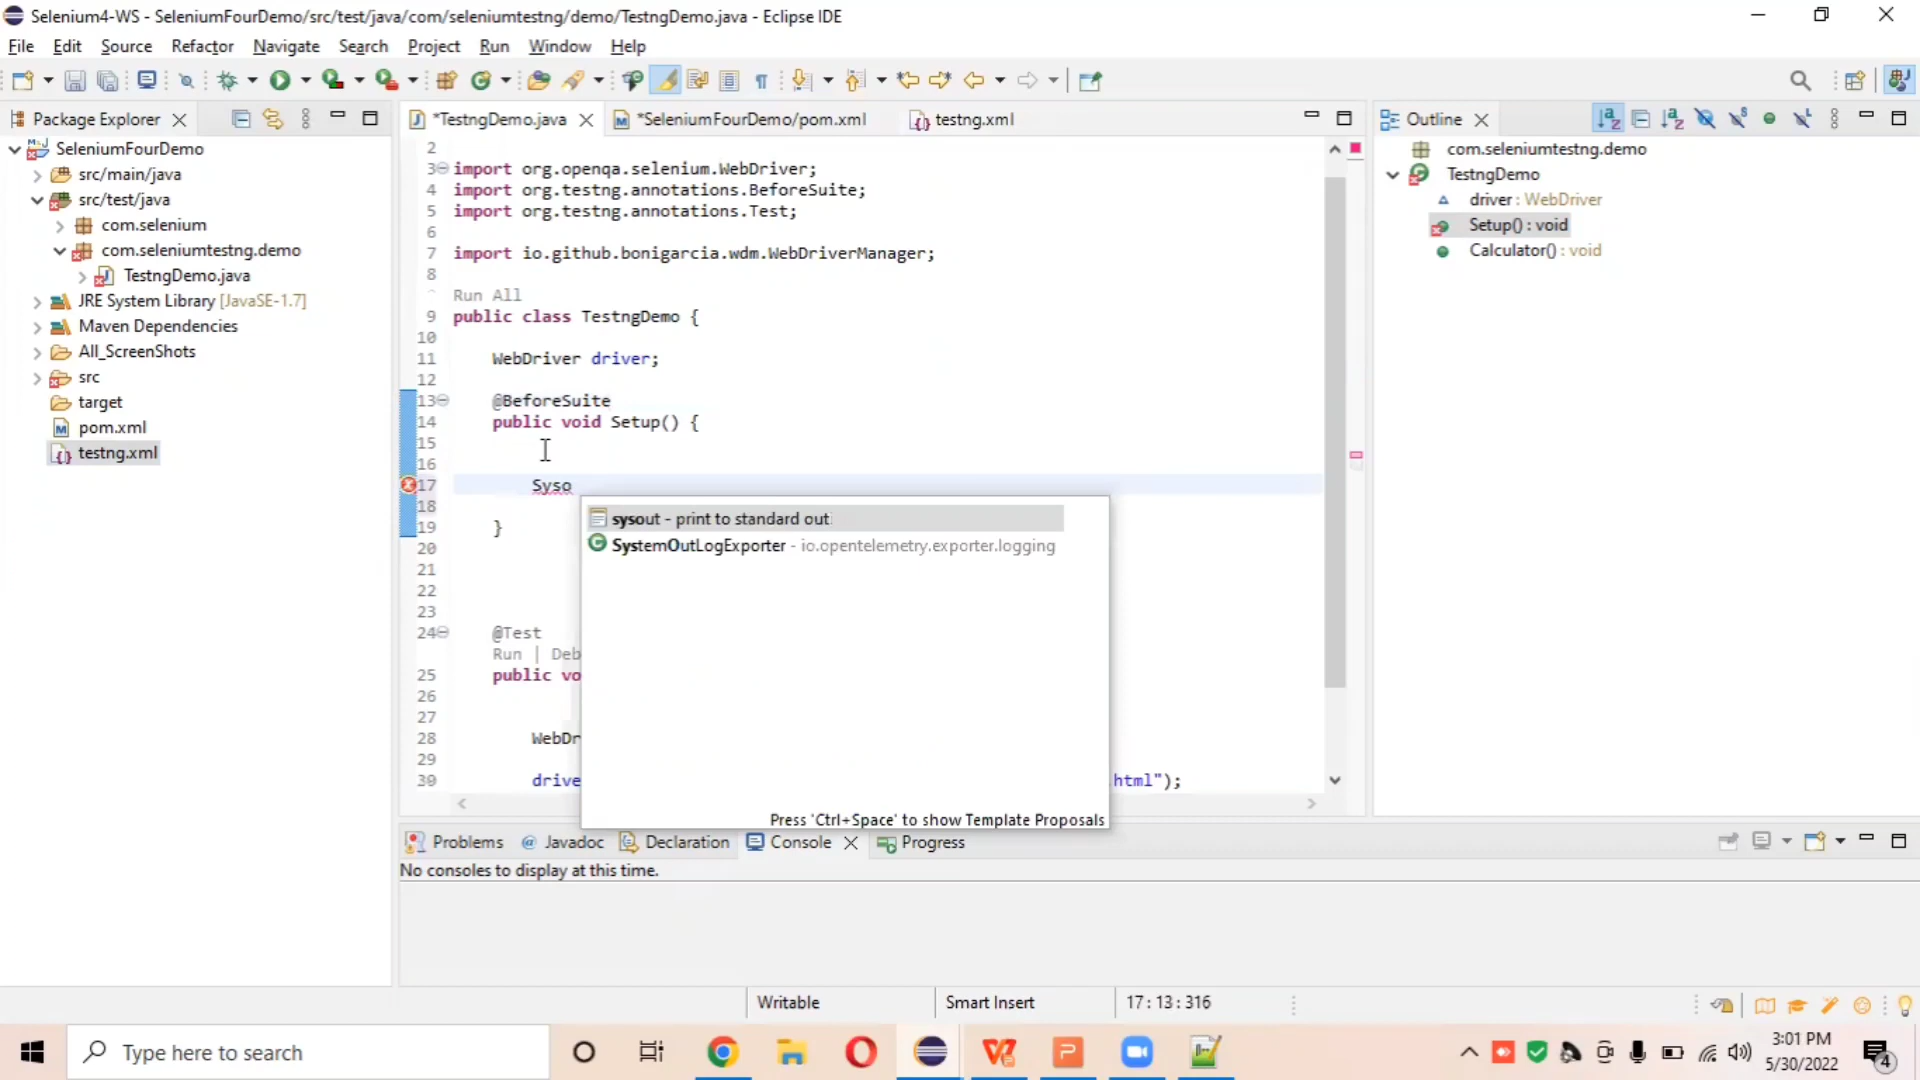 Selenium4-WS - SeleniumFourDemo/src/test/java/com/seleniumtestng/demo/TestngDemo.java - Eclipse IDE
File Edit Source Refactor Navigate Search Project Run Window Help
Package Explorer
SeleniumFourDemo
src/main/java
src/test/java
com.selenium
com.seleniumtestng.demo
TestngDemo.java
JRE System Library [JavaSE-1.7]
Maven Dependencies
All_ScreenShots
src
target
pom.xml
testng.xml
*TestngDemo.java *SeleniumFourDemo/pom.xml testng.xml
2
3 import org.openqa.selenium.WebDriver;
4 import org.testng.annotations.BeforeSuite;
5 import org.testng.annotations.Test;
6
7 import io.github.bonigarcia.wdm.WebDriverManager;
8
Run All
9 public class TestngDemo {
10
11 WebDriver driver;
12
13 @BeforeSuite
14 public void Setup() {
15
16
17 Syso
18
19 }
20
21
22
23
24 @Test
Run | Deb
25 public vo
26
27
28 WebDr
29
30 drive html");
sysout - print to standard out
SystemOutLogExporter - io.opentelemetry.exporter.logging
Press 'Ctrl+Space' to show Template Proposals
Outline
com.seleniumtestng.demo
TestngDemo
driver : WebDriver
Setup() : void
Calculator() : void
Problems @ Javadoc Declaration Console Progress
No consoles to display at this time.
Writable Smart Insert 17 : 13 : 316
Type here to search
3:01 PM
5/30/2022
4